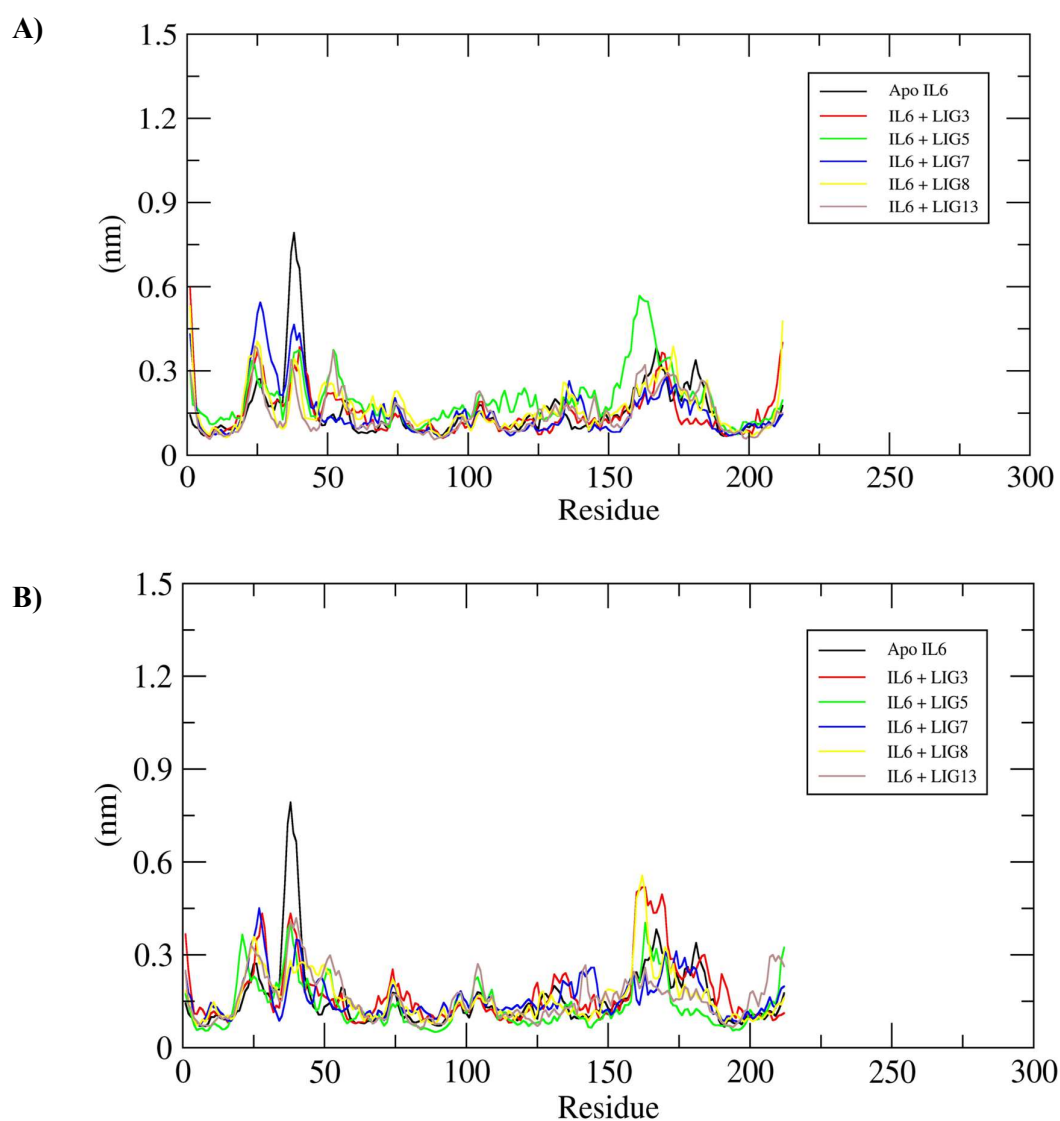 A)
1.5
1.2
0.9
0.6
0.3
0
(nm)
Apo IL6
IL6 + LIG3
IL6 + LIG5
IL6 + LIG7
IL6 + LIG8
IL6 + LIG13
0 50 100 150 200 250 300
Residue
B)
1.5
1.2
0.9
0.6
0.3
0
(nm)
Apo IL6
IL6 + LIG3
IL6 + LIG5
IL6 + LIG7
IL6 + LIG8
IL6 + LIG13
0 50 100 150 200 250 300
Residue